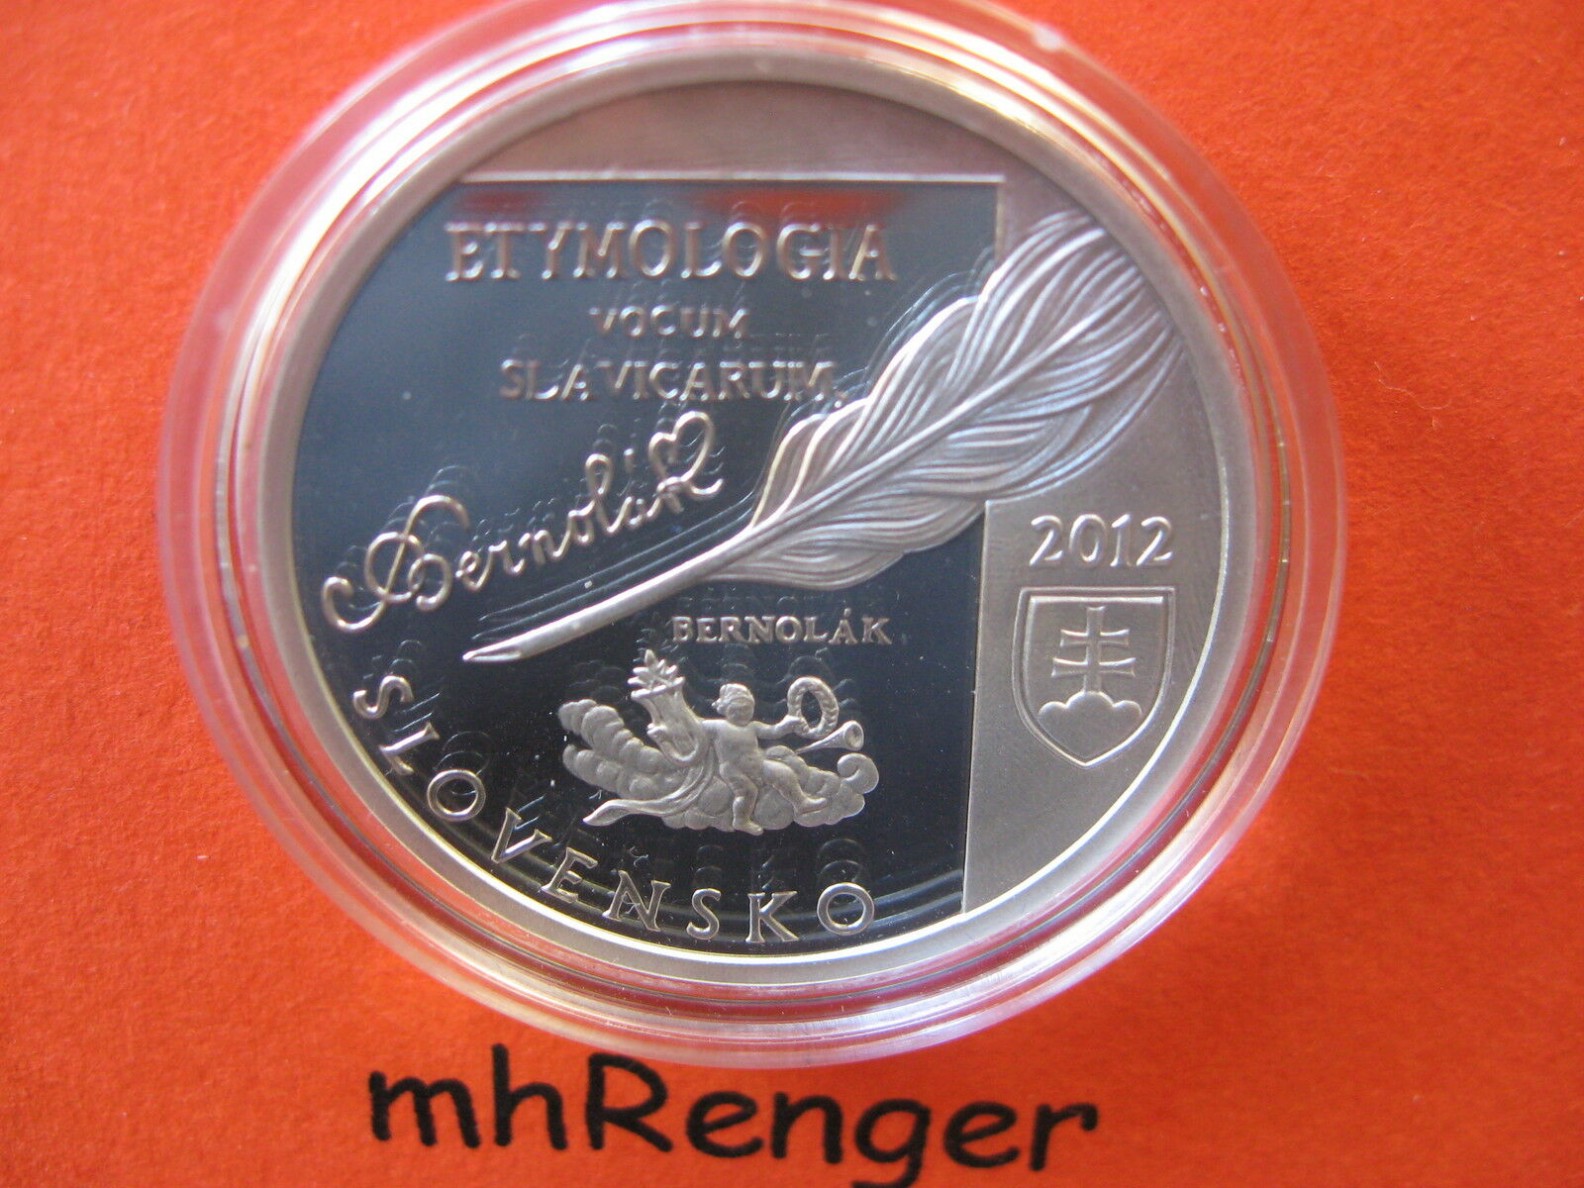 ETYMOLOGIA
VOCUM
SLAVICARUM.
Bernolák
2012
BERNOLÁK
SLOVENSKO
mhRenger